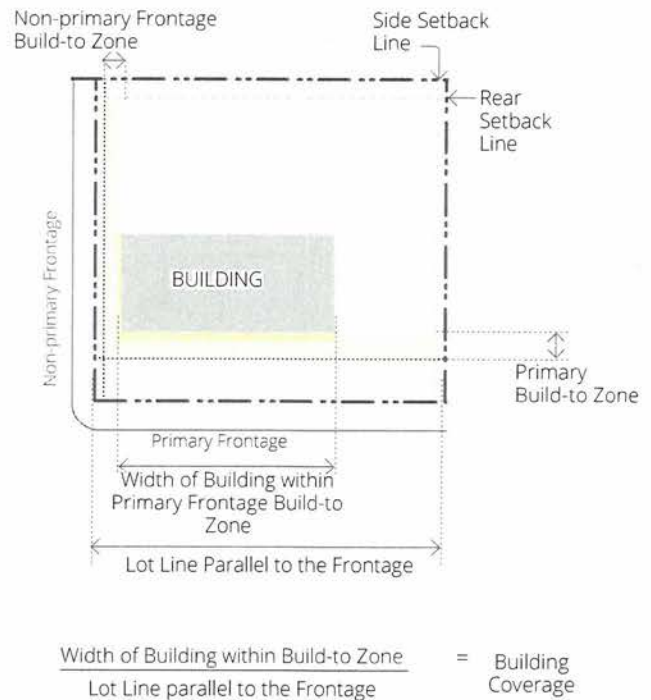 Non-primary Frontage
Build-to Zone
Side Setback
Line
Rear
Setback
Line
Non-primary Frontage
BUILDING
Primary
Build-to Zone
Primary Frontage
Width of Building within
Primary Frontage Build-to
Zone
Lot Line Parallel to the Frontage
Width of Building within Build-to Zone
Lot Line parallel to the Frontage
= Building
Coverage